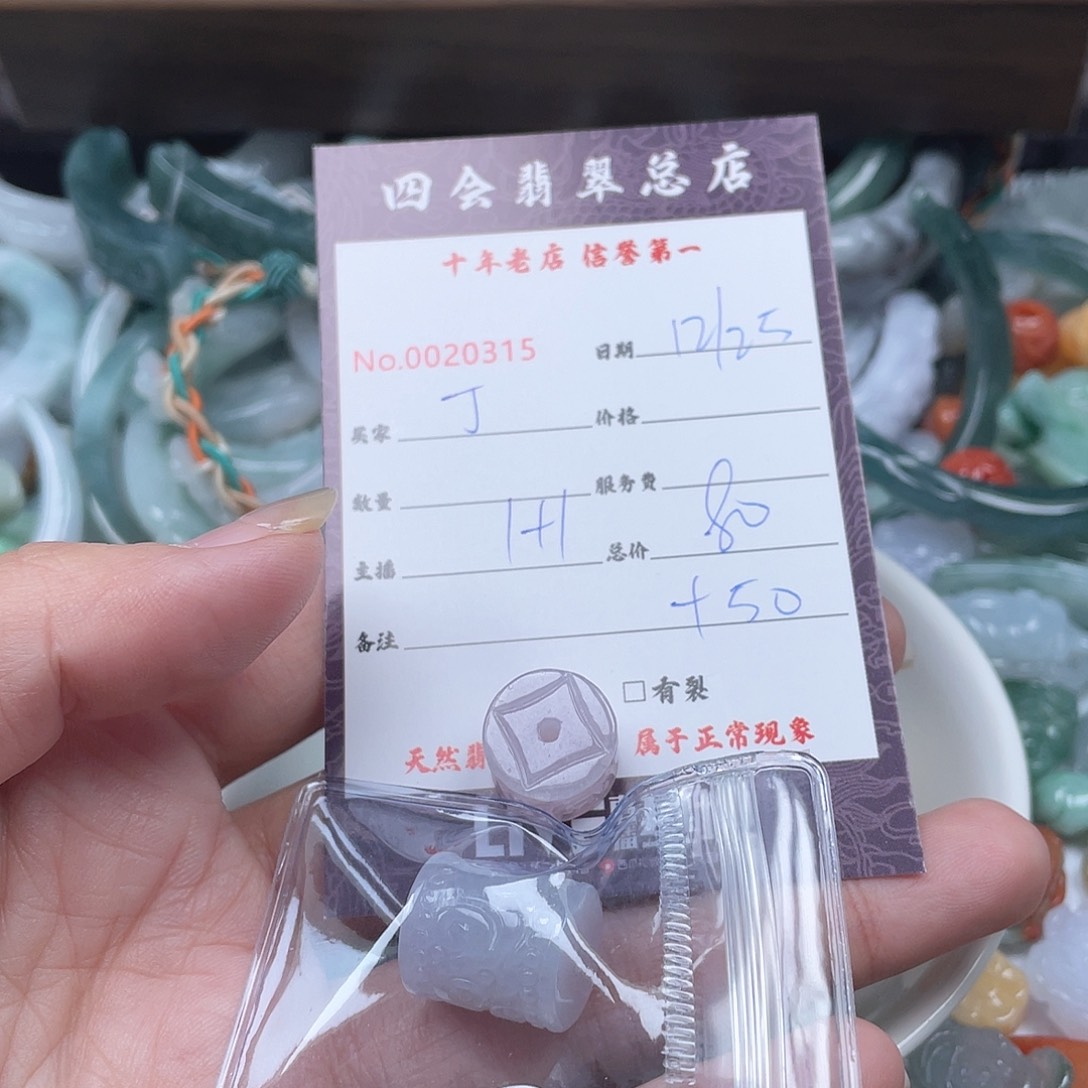 四会翡翠总店
十年老店 信誉第一
No.0020315 日期 12/25
买家 J 价格
数量 服务费
主播 1+1 总价 80
备注 +50
□有裂
天然翡 属于正常现象